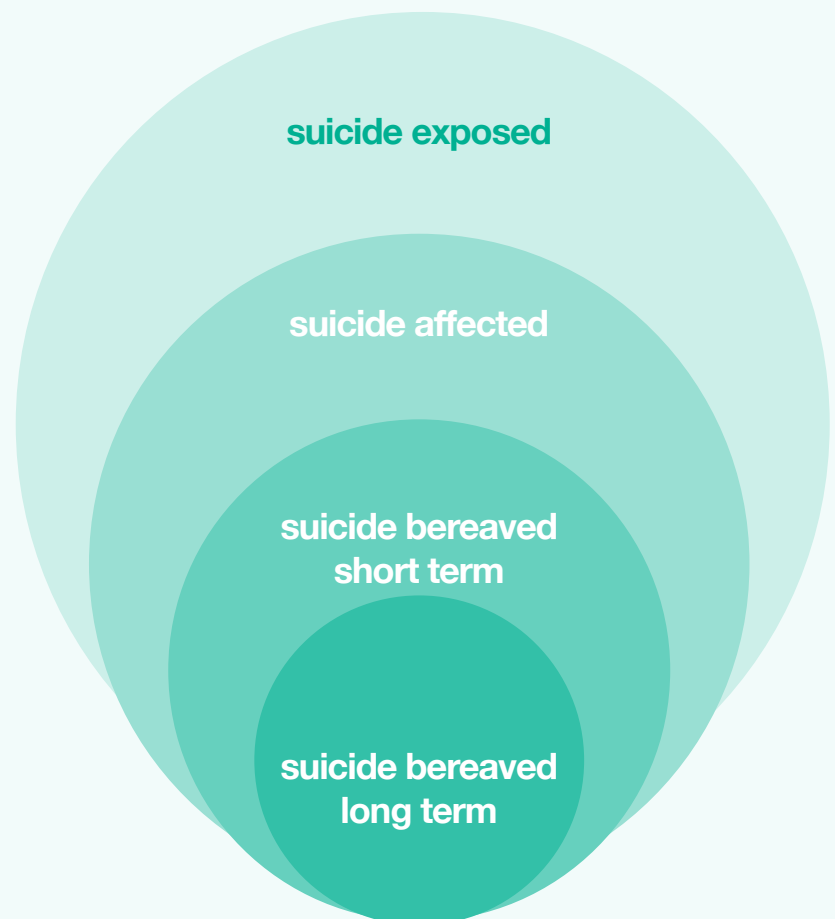 suicide exposed
suicide affected
suicide bereaved
short term
suicide bereaved
long term